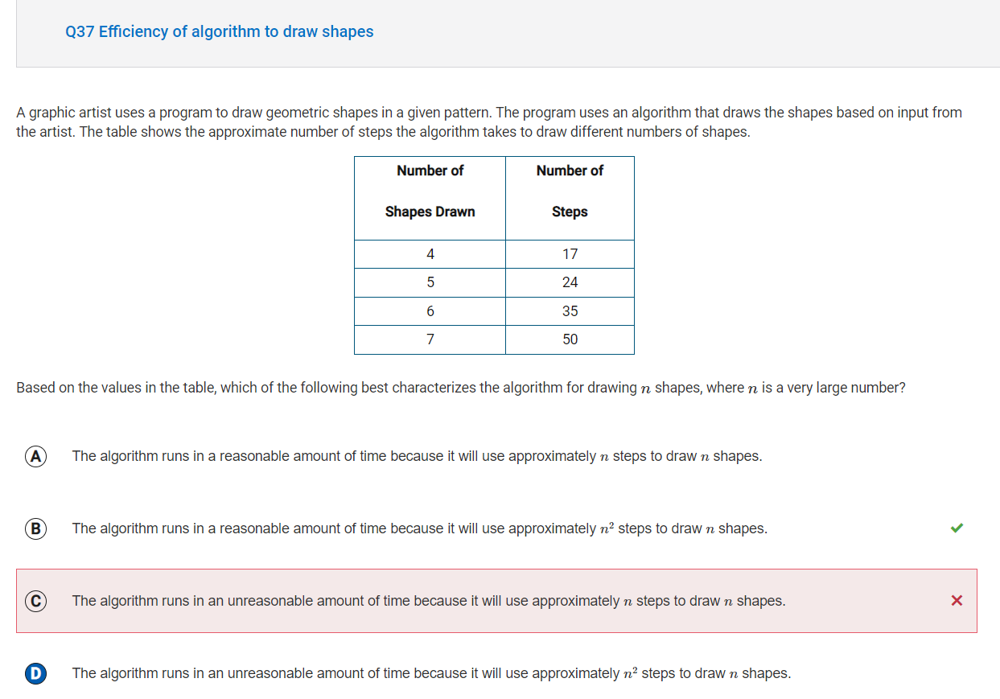 Q37 Efficiency of algorithm to draw shapes
A graphic artist uses a program to draw geometric shapes in a given pattern. The program uses an algorithm that draws the shapes based on input from
the artist. The table shows the approximate number of steps the algorithm takes to draw different numbers of shapes.
Number of Number of
Shapes Drawn Steps
4 17
5 24
6 35
7 50
Based on the values in the table, which of the following best characterizes the algorithm for drawing n shapes, where n is a very large number?
A The algorithm runs in a reasonable amount of time because it will use approximately n steps to draw n shapes.
B The algorithm runs in a reasonable amount of time because it will use approximately n² steps to draw n shapes.
C The algorithm runs in an unreasonable amount of time because it will use approximately n steps to draw n shapes.
D The algorithm runs in an unreasonable amount of time because it will use approximately n² steps to draw n shapes.